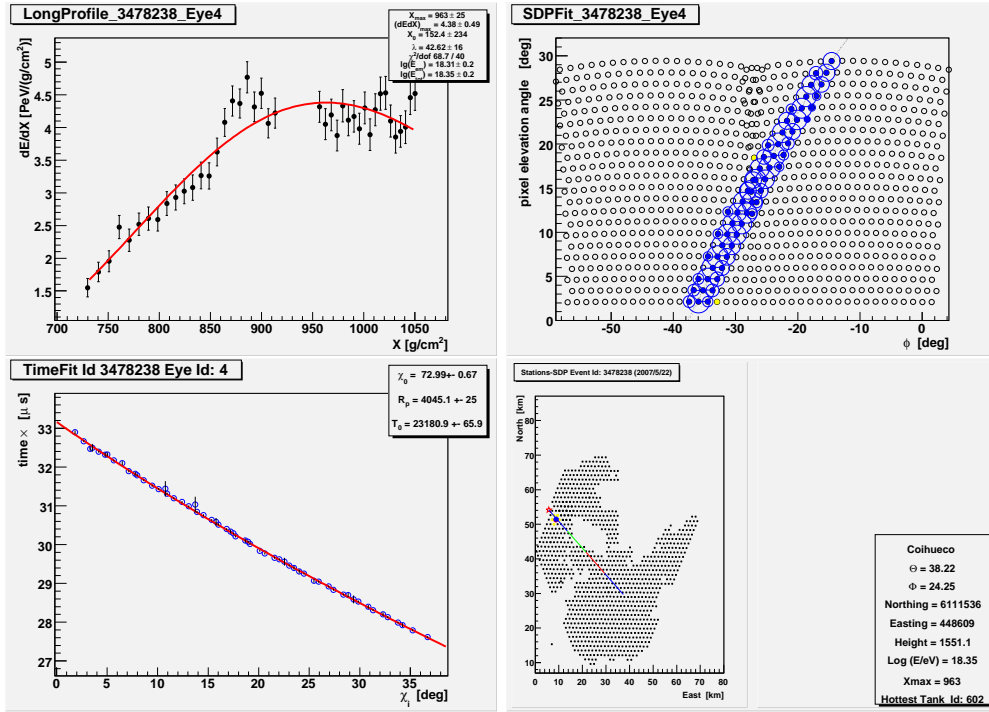 LongProfile_3478238_Eye4
X_max = 963 ± 25
(dEdX)_max = 4.38 ± 0.49
X_0 = 152.4 ± 234
λ = 42.62 ± 16
χ²/dof 68.7 / 40
lg(E_em) = 18.31 ± 0.2
= 18.35 ± 0.2
dE/dX [PeV/(g/cm²)]
5
4.5
4
3.5
3
2.5
2
1.5
700 750 800 850 900 950 1000 1050
X [g/cm²]
SDPFit_3478238_Eye4
pixel elevation angle [deg]
30
25
20
15
10
5
0
-50 -40 -30 -20 -10 0
ϕ [deg]
TimeFit Id 3478238 Eye Id: 4
χ_0 = 72.99+- 0.67
R_p = 4045.1 +- 25
T_0 = 23180.9 +- 65.9
time × [μ s]
33
32
31
30
29
28
27
0 5 10 15 20 25 30 35
χ_i [deg]
Stations-SDP Event Id: 3478238 (2007/5/22)
North [km]
80
70
60
50
40
30
20
10
0 10 20 30 40 50 60 70 80
East [km]
Coihueco
Θ = 38.22
Φ = 24.25
Northing = 6111536
Easting = 448609
Height = 1551.1
Log (E/eV) = 18.35
Xmax = 963
Hottest Tank Id: 602